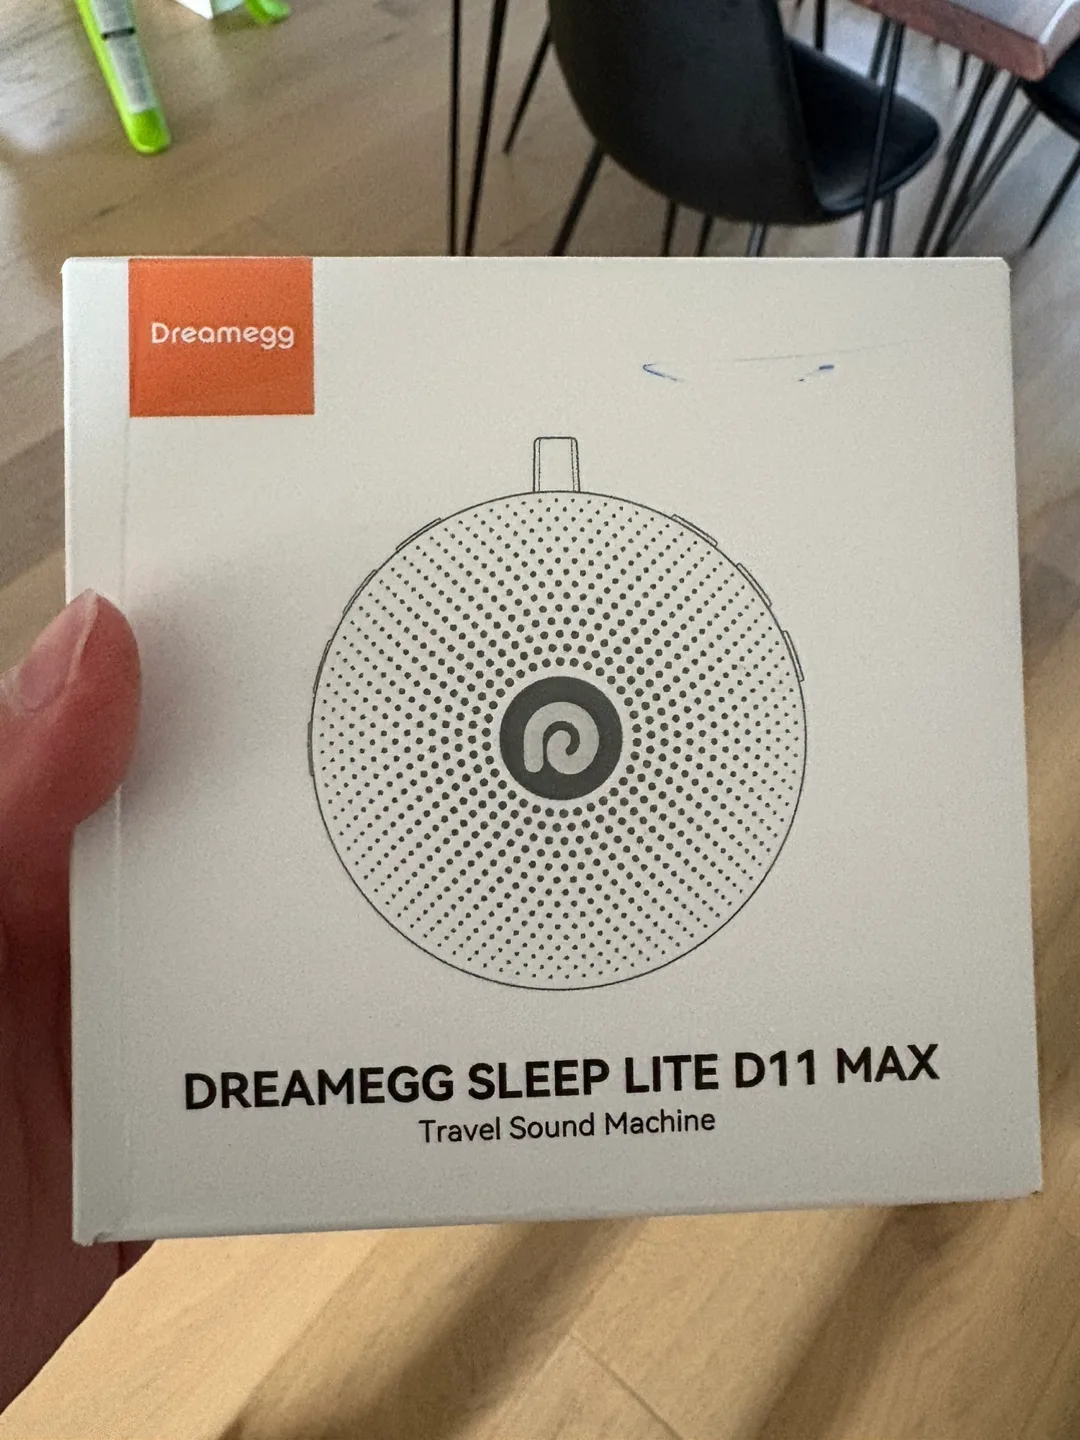 Dreamegg
DREAMEGG SLEEP LITE D11 MAX
Travel Sound Machine